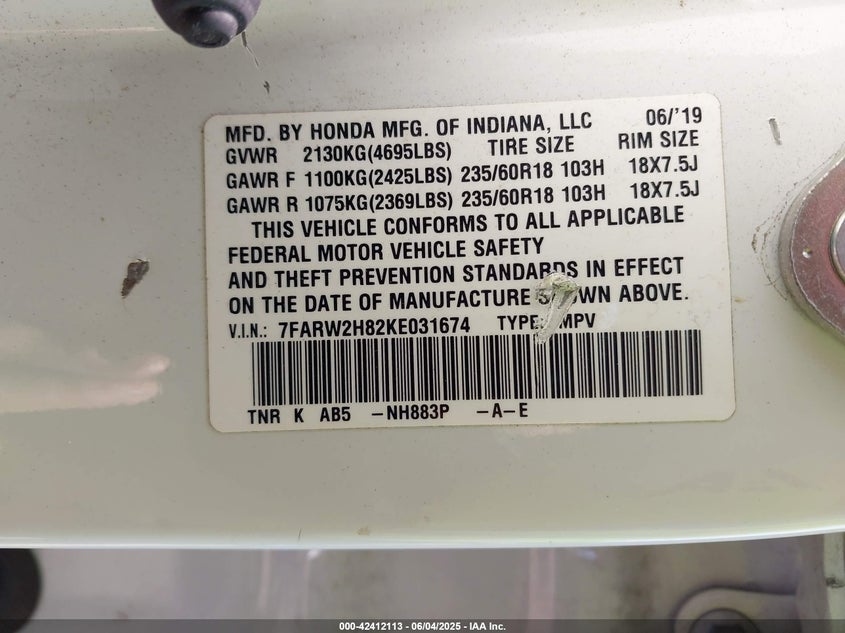 MFD. BY HONDA MFG. OF INDIANA, LLC 06/'19
GVWR 2130KG(4695LBS) TIRE SIZE RIM SIZE
GAWR F 1100KG(2425LBS) 235/60R18 103H 18X7.5J
GAWR R 1075KG(2369LBS) 235/60R18 103H 18X7.5J
THIS VEHICLE CONFORMS TO ALL APPLICABLE
FEDERAL MOTOR VEHICLE SAFETY
AND THEFT PREVENTION STANDARDS IN EFFECT
ON THE DATE OF MANUFACTURE SHOWN ABOVE.
V.I.N.: 7FARW2H82KE031674 TYPE: MPV
TNR K AB5 -NH883P -A-E
000-42412113 - 06/04/2025 - IAA Inc.